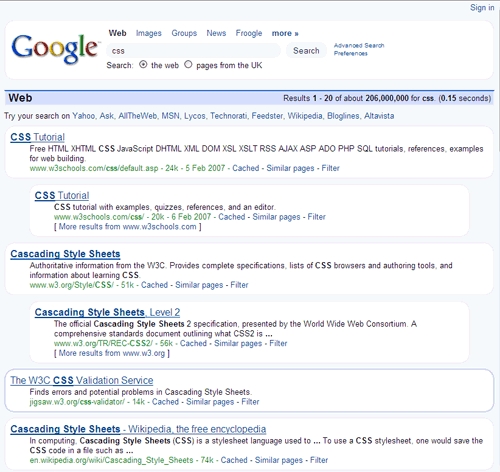 Sign in
Web Images Groups News Froogle more »
Google™
css Search Advanced Search
Preferences
Search: the web pages from the UK
Web Results 1 - 20 of about 206,000,000 for css. (0.15 seconds)
Try your search on Yahoo, Ask, AllTheWeb, MSN, Lycos, Technorati, Feedster, Wikipedia, Bloglines, Altavista
CSS Tutorial
Free HTML XHTML CSS JavaScript DHTML XML DOM XSL XSLT RSS AJAX ASP ADO PHP SQL tutorials, references, examples
for web building.
www.w3schools.com/css/default.asp - 24k - 5 Feb 2007 - Cached - Similar pages - Filter
CSS Tutorial
CSS tutorial with examples, quizzes, references, and an editor.
www.w3schools.com/css/ - 20k - 6 Feb 2007 - Cached - Similar pages - Filter
[ More results from www.w3schools.com ]
Cascading Style Sheets
Authoritative information from the W3C. Provides complete specifications, lists of CSS browsers and authoring tools, and
information about learning CSS.
www.w3.org/Style/CSS/ - 51k - Cached - Similar pages - Filter
Cascading Style Sheets, Level 2
The official Cascading Style Sheets 2 specification, presented by the World Wide Web Consortium. A
comprehensive standards document outlining what CSS2 is ...
www.w3.org/TR/REC-CSS2/ - 56k - Cached - Similar pages - Filter
[ More results from www.w3.org ]
The W3C CSS Validation Service
Finds errors and potential problems in Cascading Style Sheets.
jigsaw.w3.org/css-validator/ - 14k - Cached - Similar pages - Filter
Cascading Style Sheets - Wikipedia, the free encyclopedia
In computing, Cascading Style Sheets (CSS) is a stylesheet language used to ... To use a CSS stylesheet, one would save the
CSS code in a file such as ...
en.wikipedia.org/wiki/Cascading_Style_Sheets - 74k - Cached - Similar pages - Filter